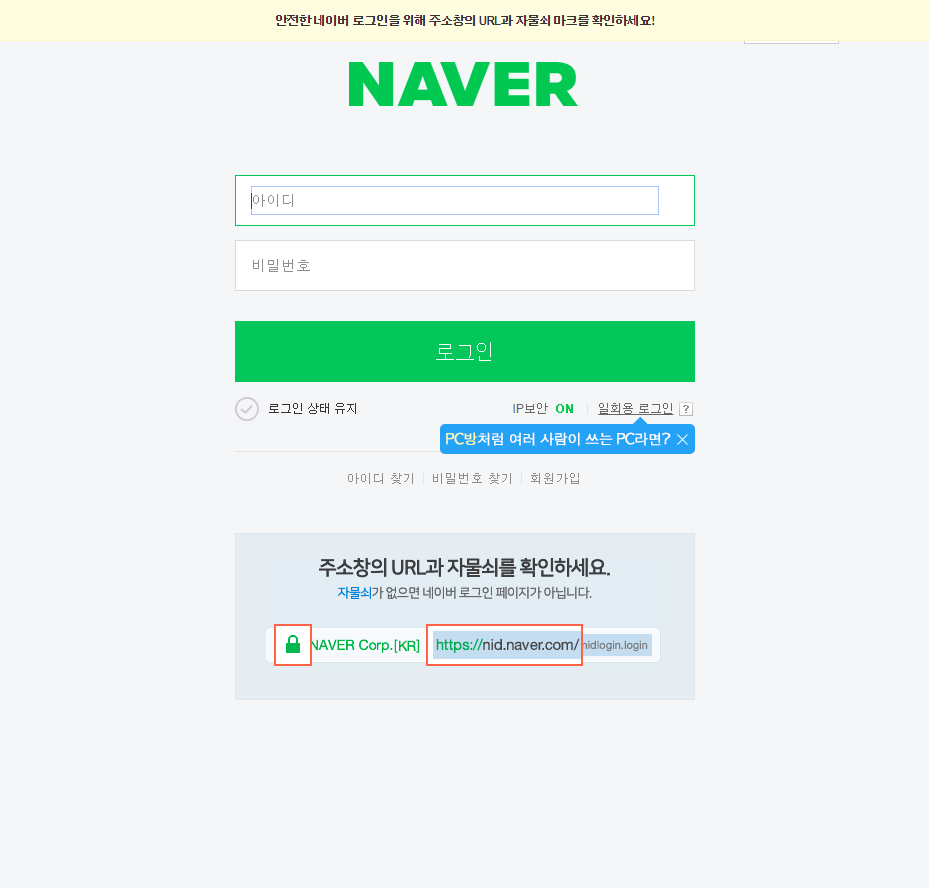 안전한 네이버 로그인을 위해 주소창의 URL과 자물쇠 마크를 확인하세요!
NAVER
아이디
비밀번호
로그인
로그인 상태 유지 IP보안 ON 일회용 로그인 ?
PC방처럼 여러 사람이 쓰는 PC라면?
아이디 찾기 비밀번호 찾기 회원가입
주소창의 URL과 자물쇠를 확인하세요.
자물쇠가 없으면 네이버 로그인 페이지가 아닙니다.
NAVER Corp.[KR] https://nid.naver.com/nidlogin.login